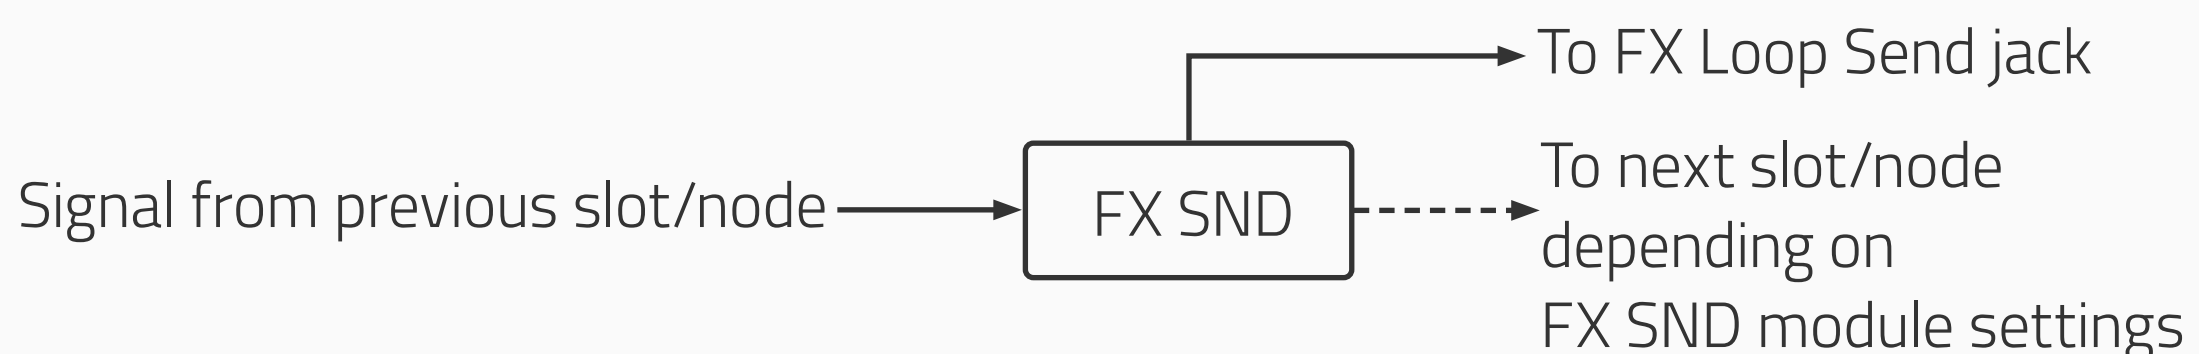 To FX Loop Send jack
Signal from previous slot/node
FX SND
To next slot/node
depending on
FX SND module settings